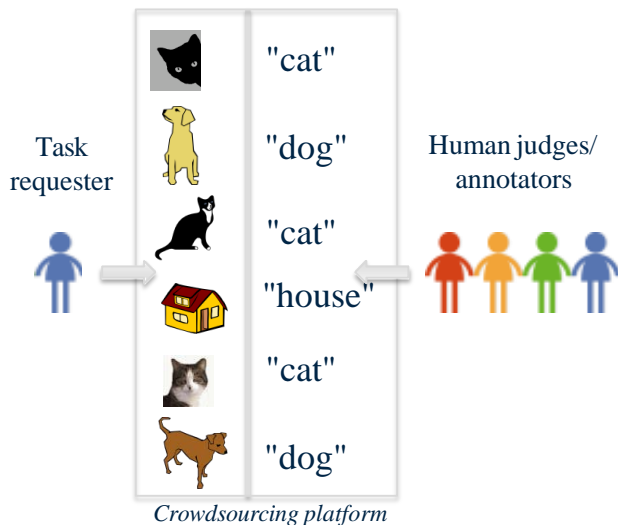 Task
requester
"cat"
"dog"
"cat"
"house"
"cat"
"dog"
Human judges/
annotators
Crowdsourcing platform